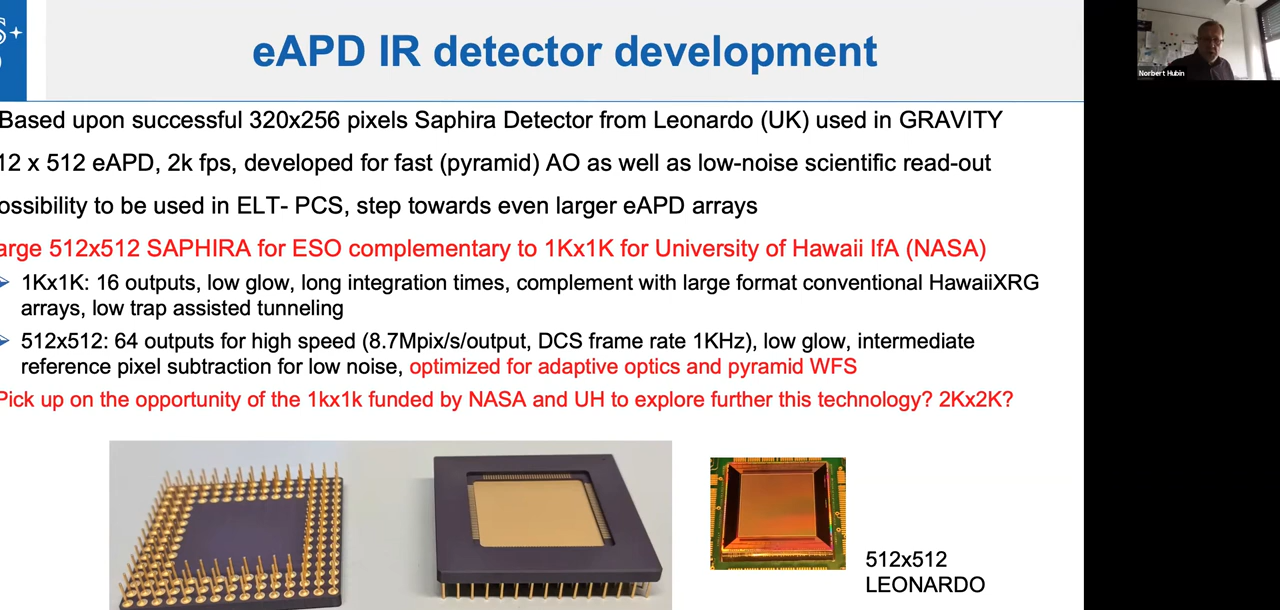 eAPD IR detector development
Norbert Hubin
Based upon successful 320x256 pixels Saphira Detector from Leonardo (UK) used in GRAVITY
12 x 512 eAPD, 2k fps, developed for fast (pyramid) AO as well as low-noise scientific read-out
ossibility to be used in ELT- PCS, step towards even larger eAPD arrays
arge 512x512 SAPHIRA for ESO complementary to 1Kx1K for University of Hawaii IfA (NASA)
1Kx1K: 16 outputs, low glow, long integration times, complement with large format conventional HawaiiXRG
arrays, low trap assisted tunneling
512x512: 64 outputs for high speed (8.7Mpix/s/output, DCS frame rate 1KHz), low glow, intermediate
reference pixel subtraction for low noise, optimized for adaptive optics and pyramid WFS
Pick up on the opportunity of the 1kx1k funded by NASA and UH to explore further this technology? 2Kx2K?
512x512
LEONARDO